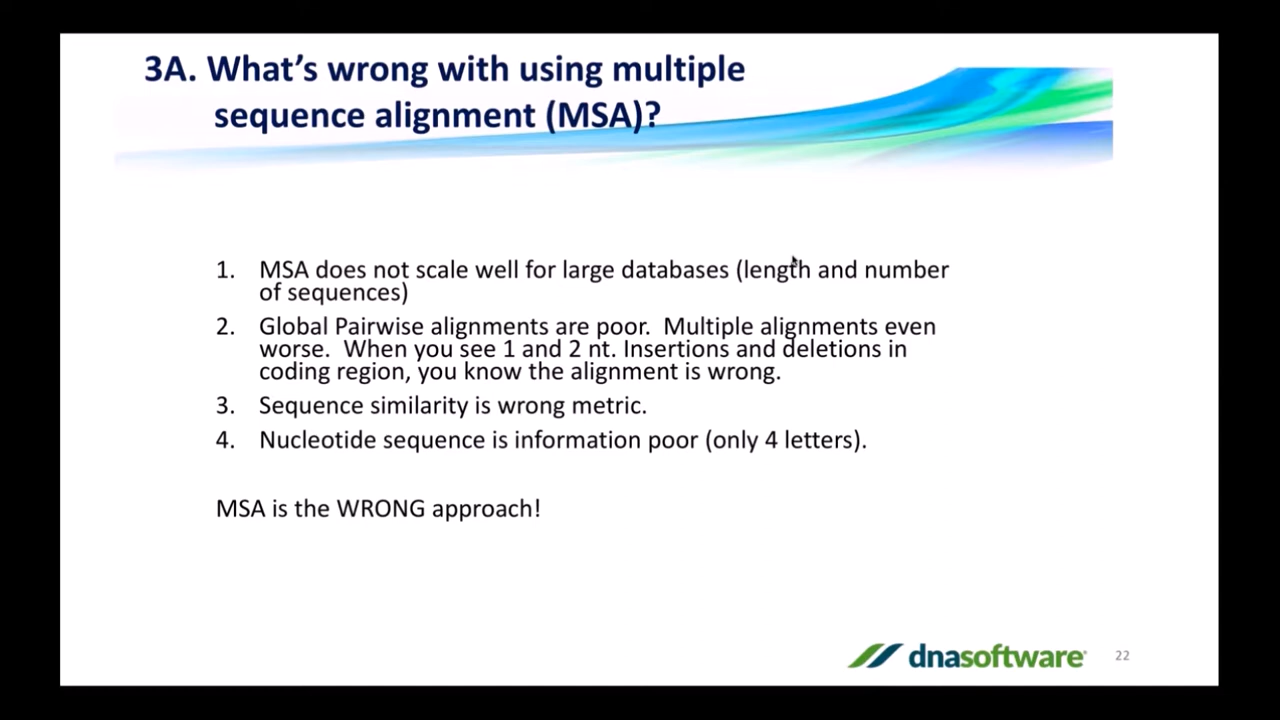 3A. What's wrong with using multiple
sequence alignment (MSA)?
1. MSA does not scale well for large databases (length and number
of sequences)
2. Global Pairwise alignments are poor.  Multiple alignments even
worse.  When you see 1 and 2 nt. Insertions and deletions in
coding region, you know the alignment is wrong.
3. Sequence similarity is wrong metric.
4. Nucleotide sequence is information poor (only 4 letters).
MSA is the WRONG approach!
dnasoftware
22